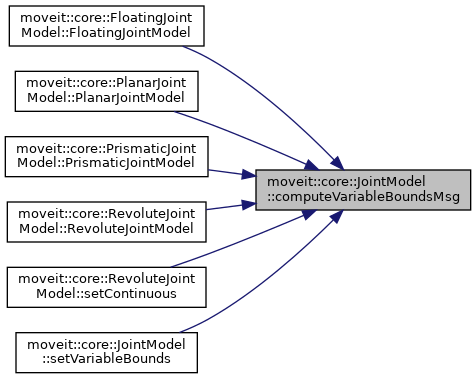 moveit::core::FloatingJoint
Model::FloatingJointModel
moveit::core::PlanarJoint
Model::PlanarJointModel
moveit::core::PrismaticJoint
Model::PrismaticJointModel
moveit::core::JointModel
::computeVariableBoundsMsg
moveit::core::RevoluteJoint
Model::RevoluteJointModel
moveit::core::RevoluteJoint
Model::setContinuous
moveit::core::JointModel
::setVariableBounds